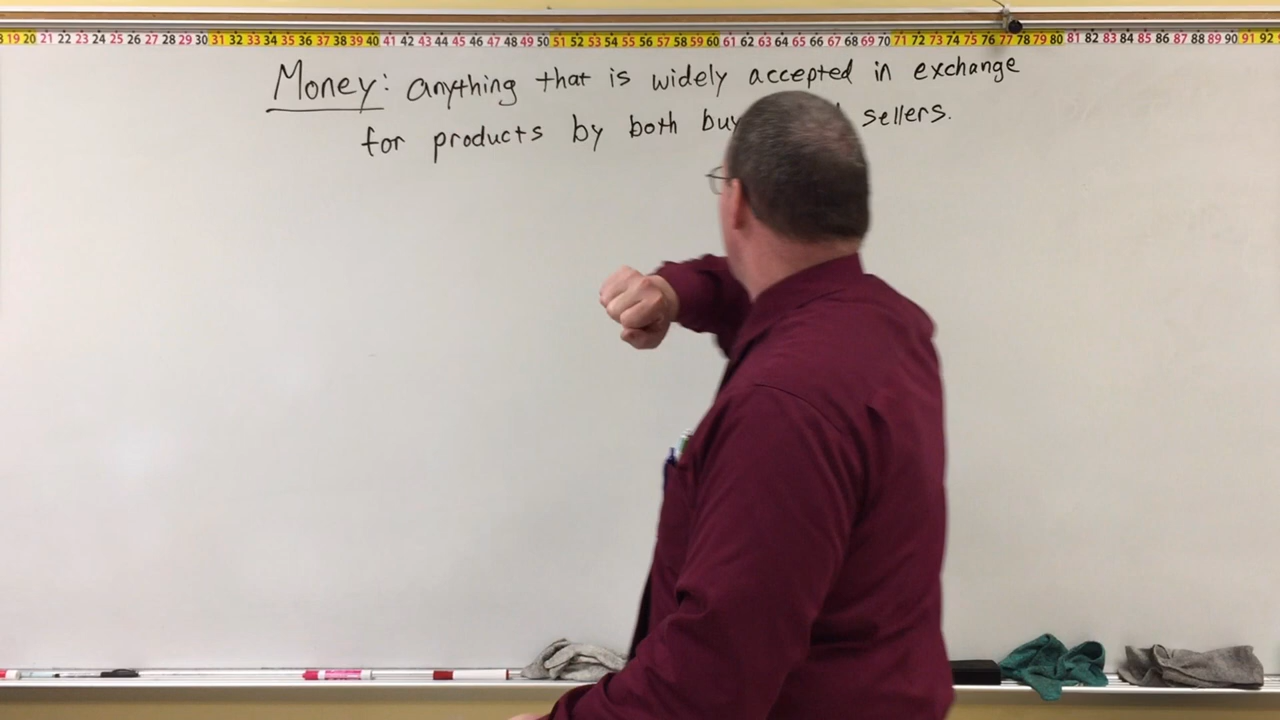 19 20 21 22 23 24 25 26 27 28 29 30 31 32 33 34 35 36 37 38 39 40 41 42 43 44 45 46 47 48 49 50 51 52 53 54 55 56 57 58 59 60 61 62 63 64 65 66 67 68 69 70 71 72 73 74 75 76 77 78 79 80 81 82 83 84 85 86 87 88 89 90 91 92
Money: anything that is widely accepted in exchange
for products by both sellers.